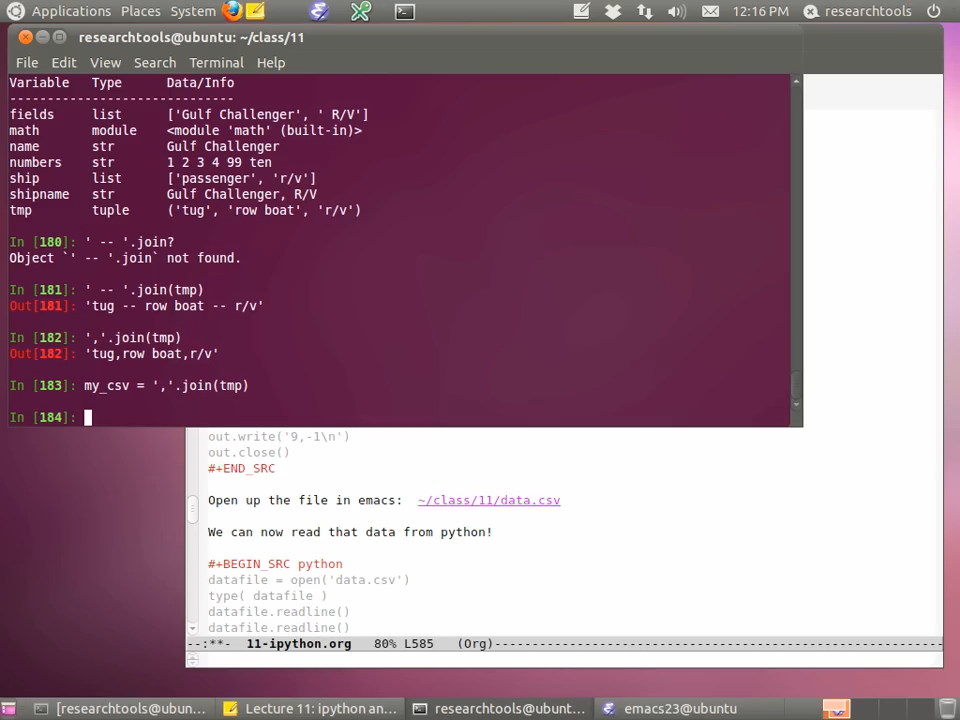 Applications Places System 12:16 PM researchtools
researchtools@ubuntu: ~/class/11
File Edit View Search Terminal Help
Variable Type Data/Info
-----------------------------
fields list ['Gulf Challenger', ' R/V']
math module <module 'math' (built-in)>
name str Gulf Challenger
numbers str 1 2 3 4 99 ten
ship list ['passenger', 'r/v']
shipname str Gulf Challenger, R/V
tmp tuple ('tug', 'row boat', 'r/v')
In [180]: ' -- '.join?
Object `' -- '.join` not found.
In [181]: ' -- '.join(tmp)
Out[181]: 'tug -- row boat -- r/v'
In [182]: ','.join(tmp)
Out[182]: 'tug,row boat,r/v'
In [183]: my_csv = ','.join(tmp)
In [184]:
out.write('9,-1\n')
out.close()
#+END_SRC
Open up the file in emacs: ~/class/11/data.csv
We can now read that data from python!
#+BEGIN_SRC python
datafile = open('data.csv')
type( datafile )
datafile.readline()
datafile.readline()
--:**- 11-ipython.org 80% L585 (Org)--------------------------------------------------
[researchtools@ubun... Lecture 11: ipython an... researchtools@ubunt... emacs23@ubuntu